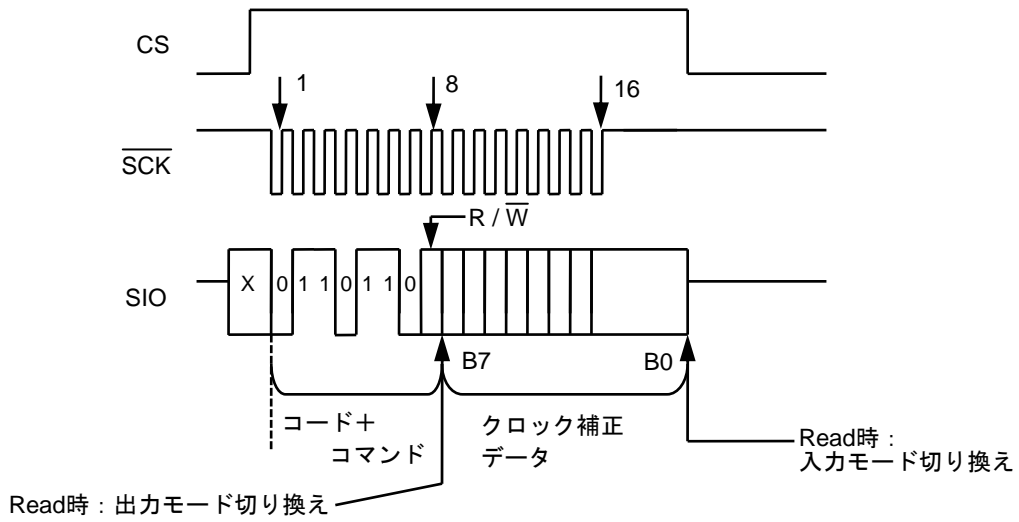 CS
1
8
16
SCK
R / W
X 0 1 1 0 1 1 0
SIO
B7
B0
コード＋
コマンド
クロック補正
データ
Read時：
入力モード切り換え
Read時：出力モード切り換え